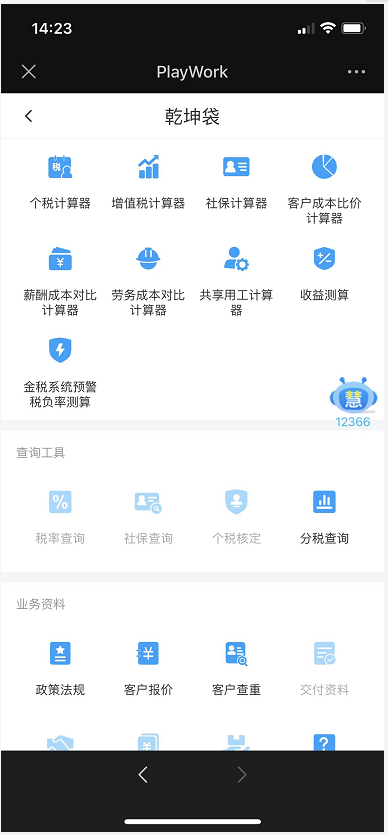 14:23
PlayWork
乾坤袋
个税计算器
增值税计算器
社保计算器
客户成本比价
计算器
薪酬成本对比
计算器
劳务成本对比
计算器
共享用工计算
器
收益测算
金税系统预警
税负率测算
慧
12366
查询工具
税率查询
社保查询
个税核定
分税查询
业务资料
政策法规
客户报价
客户查重
交付资料